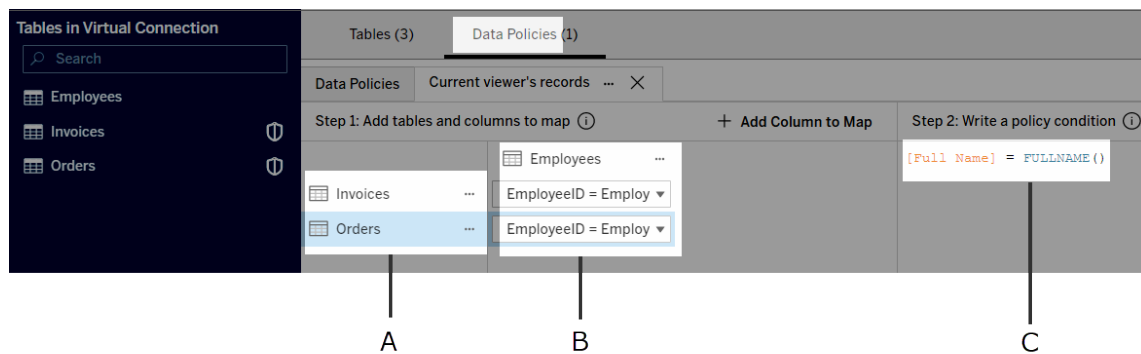 Tables in Virtual Connection
Search
Employees
Invoices
Orders
Tables (3)
Data Policies (1)
Data Policies
Current viewer's records ··· ×
Step 1: Add tables and columns to map
+ Add Column to Map
Step 2: Write a policy condition
Employees ···
[Full Name] = FULLNAME()
Invoices ···
EmployeeID = Employ
Orders ···
EmployeeID = Employ
A
B
C